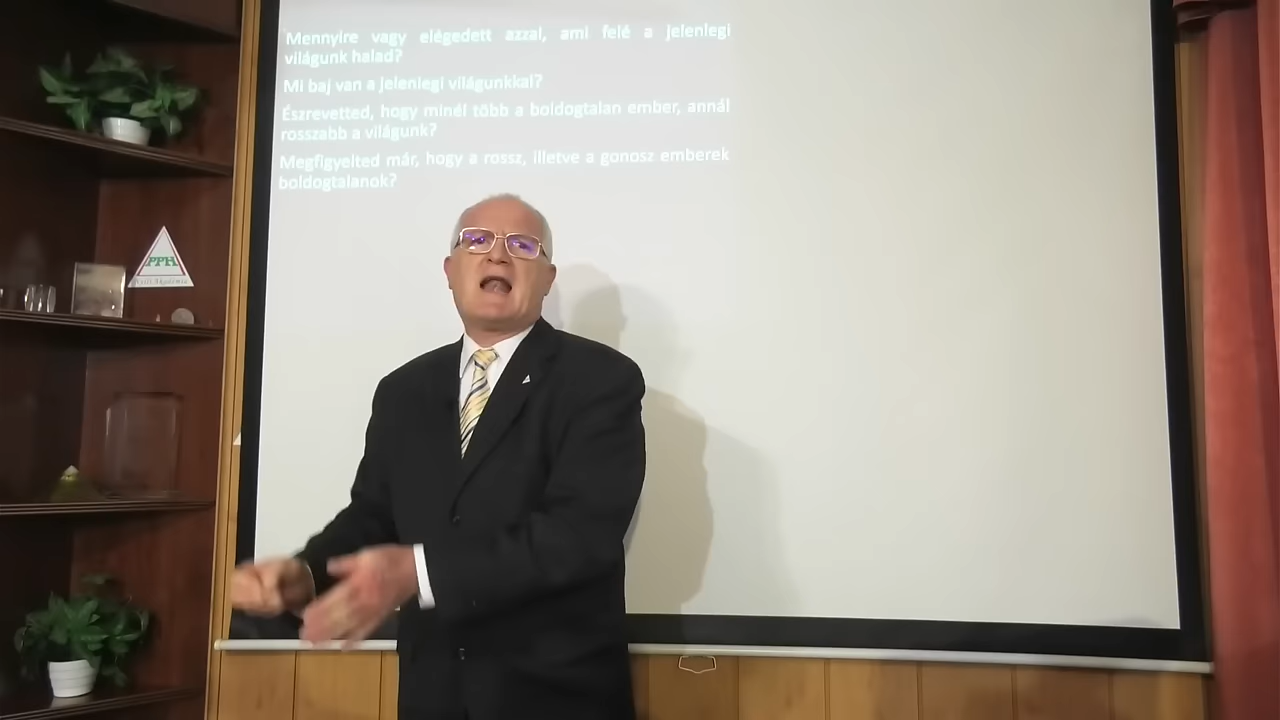 Mennyire vagy elégedett azzal, ami felé a jelenlegi
világunk halad?
Mi baj van a jelenlegi világunkkal?
Észrevetted, hogy minél több a boldogtalan ember, annál
rosszabb a világunk?
Megfigyelted már, hogy a rossz, illetve a gonosz emberek
boldogtalanok?
PPH